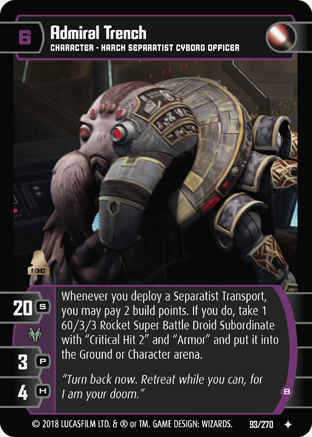 6
Admiral Trench
CHARACTER - HARCH SEPARATIST CYBORG OFFICER
IDC
20 S
3 P
4 H
Whenever you deploy a Separatist Transport,
you may pay 2 build points. If you do, take 1
60/3/3 Rocket Super Battle Droid Subordinate
with “Critical Hit 2” and “Armor” and put it into
the Ground or Character arena.
“Turn back now. Retreat while you can, for
I am your doom.”
B
© 2018 LUCASFILM LTD. & ® or TM. GAME DESIGN: WIZARDS. 93/270